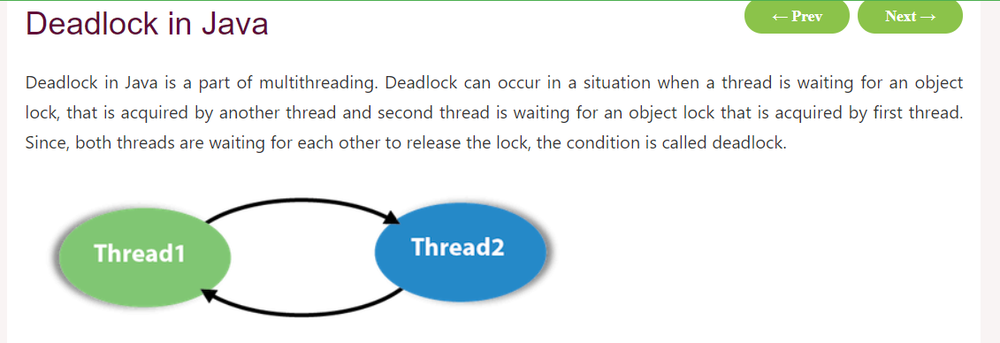 Deadlock in Java
← Prev
Next →
Deadlock in Java is a part of multithreading. Deadlock can occur in a situation when a thread is waiting for an object
lock, that is acquired by another thread and second thread is waiting for an object lock that is acquired by first thread.
Since, both threads are waiting for each other to release the lock, the condition is called deadlock.
Thread1
Thread2